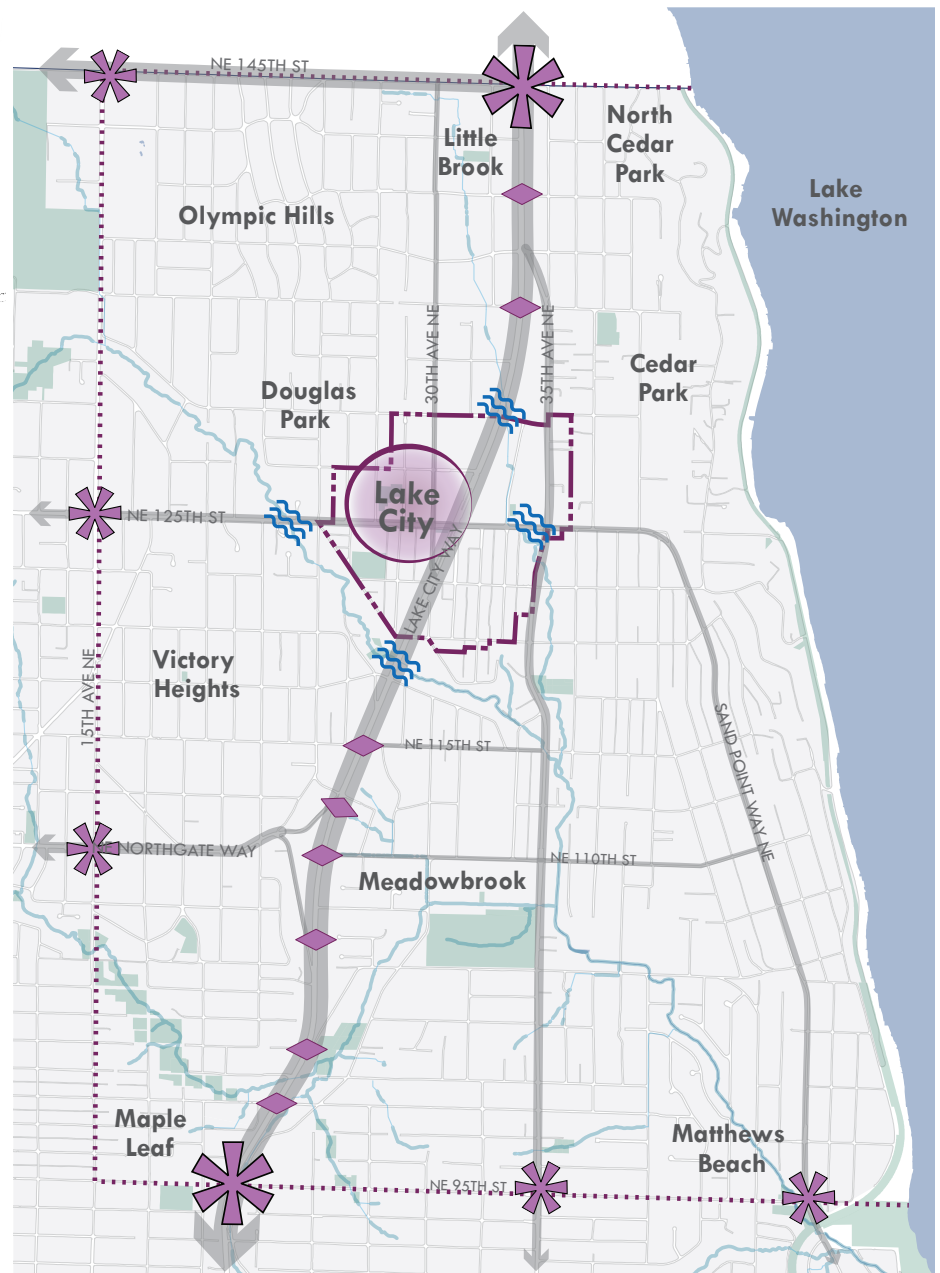 NE 145TH ST
North
Cedar
Park
Little
Brook
Lake
Washington
Olympic Hills
30TH AVE NE
35TH AVE NE
Cedar
Park
Douglas
Park
Lake
City
NE 125TH ST
LAKE CITY WAY
15TH AVE NE
Victory
Heights
SAND POINT WAY NE
NE 115TH ST
NORTHGATE WAY
NE 110TH ST
Meadowbrook
Maple
Leaf
Matthews
Beach
NE 95TH ST